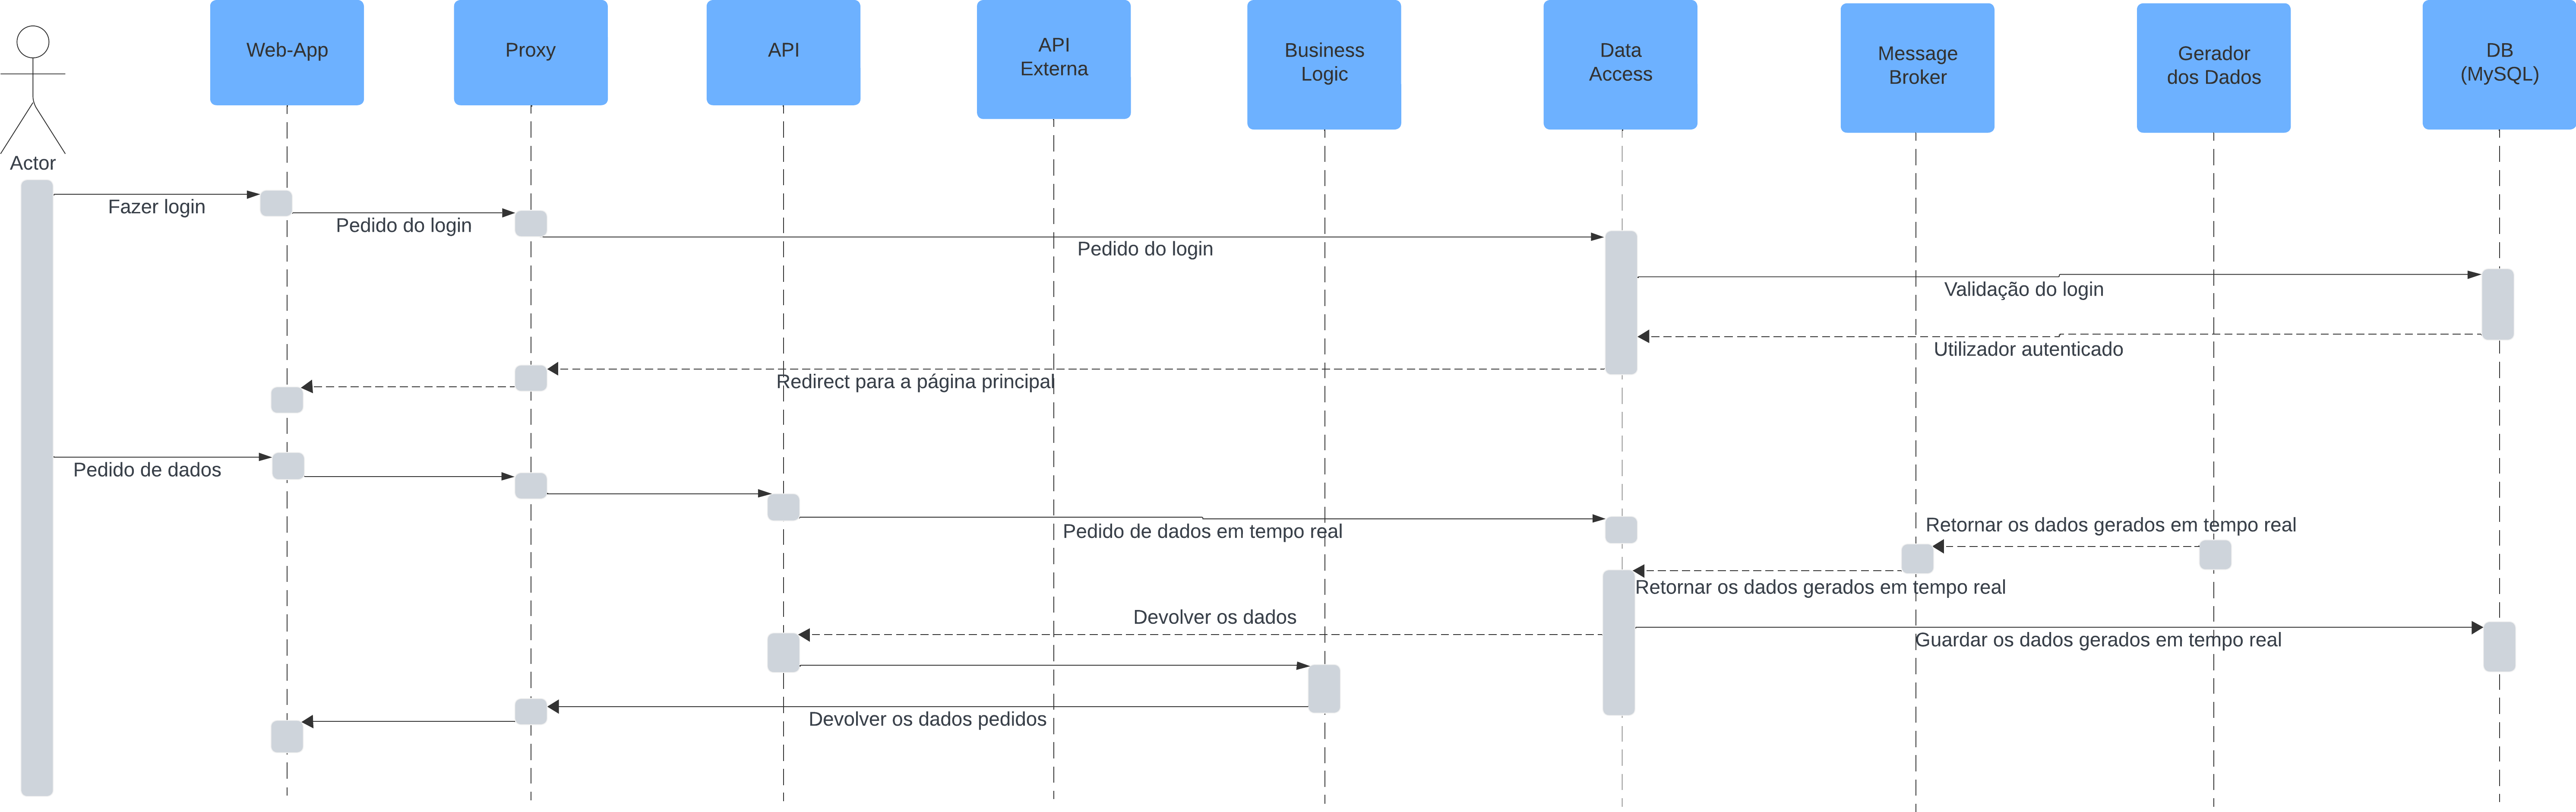 Actor
Web-App
Proxy
API
API
Externa
Business
Logic
Data
Access
Message
Broker
Gerador
dos Dados
DB
(MySQL)
Fazer login
Pedido do login
Pedido do login
Validação do login
Utilizador autenticado
Redirect para a página principal
Pedido de dados
Pedido de dados em tempo real
Retornar os dados gerados em tempo real
Retornar os dados gerados em tempo real
Devolver os dados
Guardar os dados gerados em tempo real
Devolver os dados pedidos